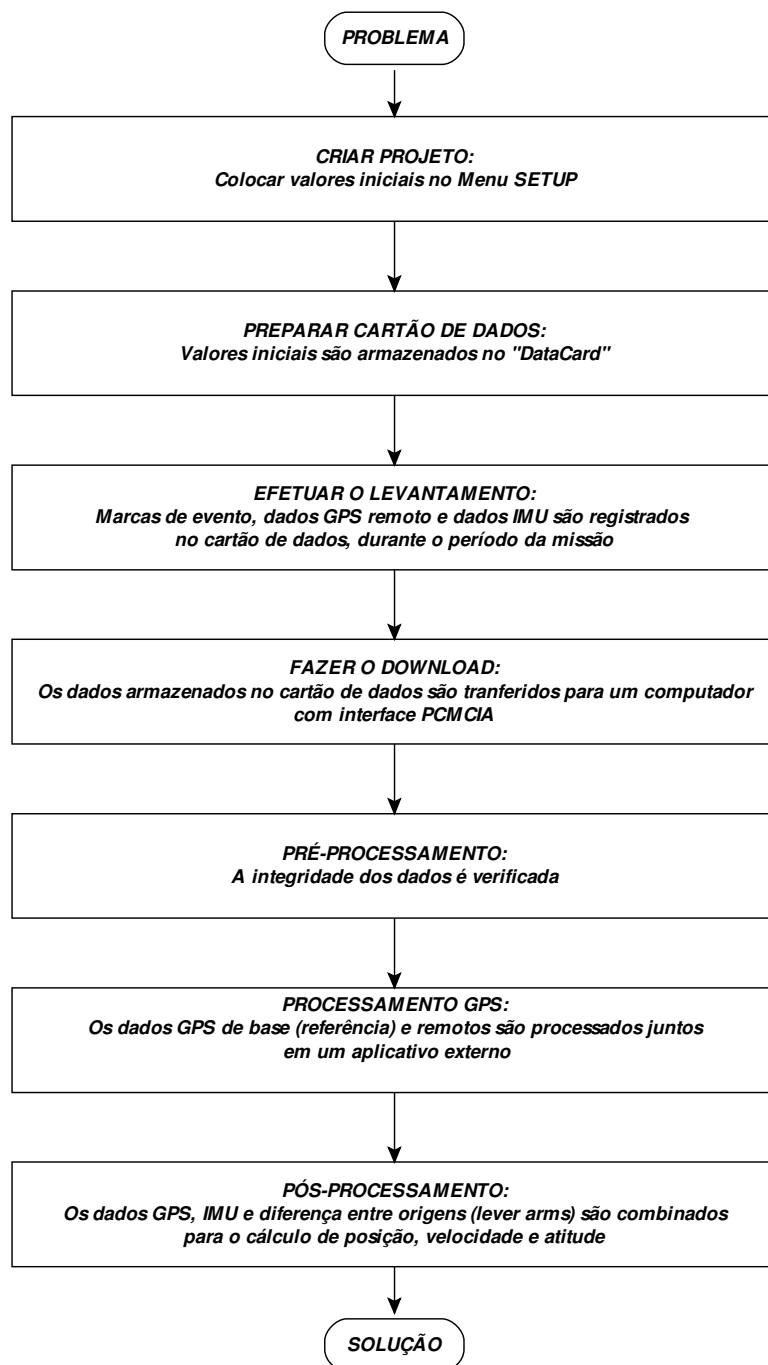 PROBLEMA
CRIAR PROJETO:
Colocar valores iniciais no Menu SETUP
PREPARAR CARTÃO DE DADOS:
Valores iniciais são armazenados no "DataCard"
EFETUAR O LEVANTAMENTO:
Marcas de evento, dados GPS remoto e dados IMU são registrados
no cartão de dados, durante o período da missão
FAZER O DOWNLOAD:
Os dados armazenados no cartão de dados são tranferidos para um computador
com interface PCMCIA
PRÉ-PROCESSAMENTO:
A integridade dos dados é verificada
PROCESSAMENTO GPS:
Os dados GPS de base (referência) e remotos são processados juntos
em um aplicativo externo
PÓS-PROCESSAMENTO:
Os dados GPS, IMU e diferença entre origens (lever arms) são combinados
para o cálculo de posição, velocidade e atitude
SOLUÇÃO